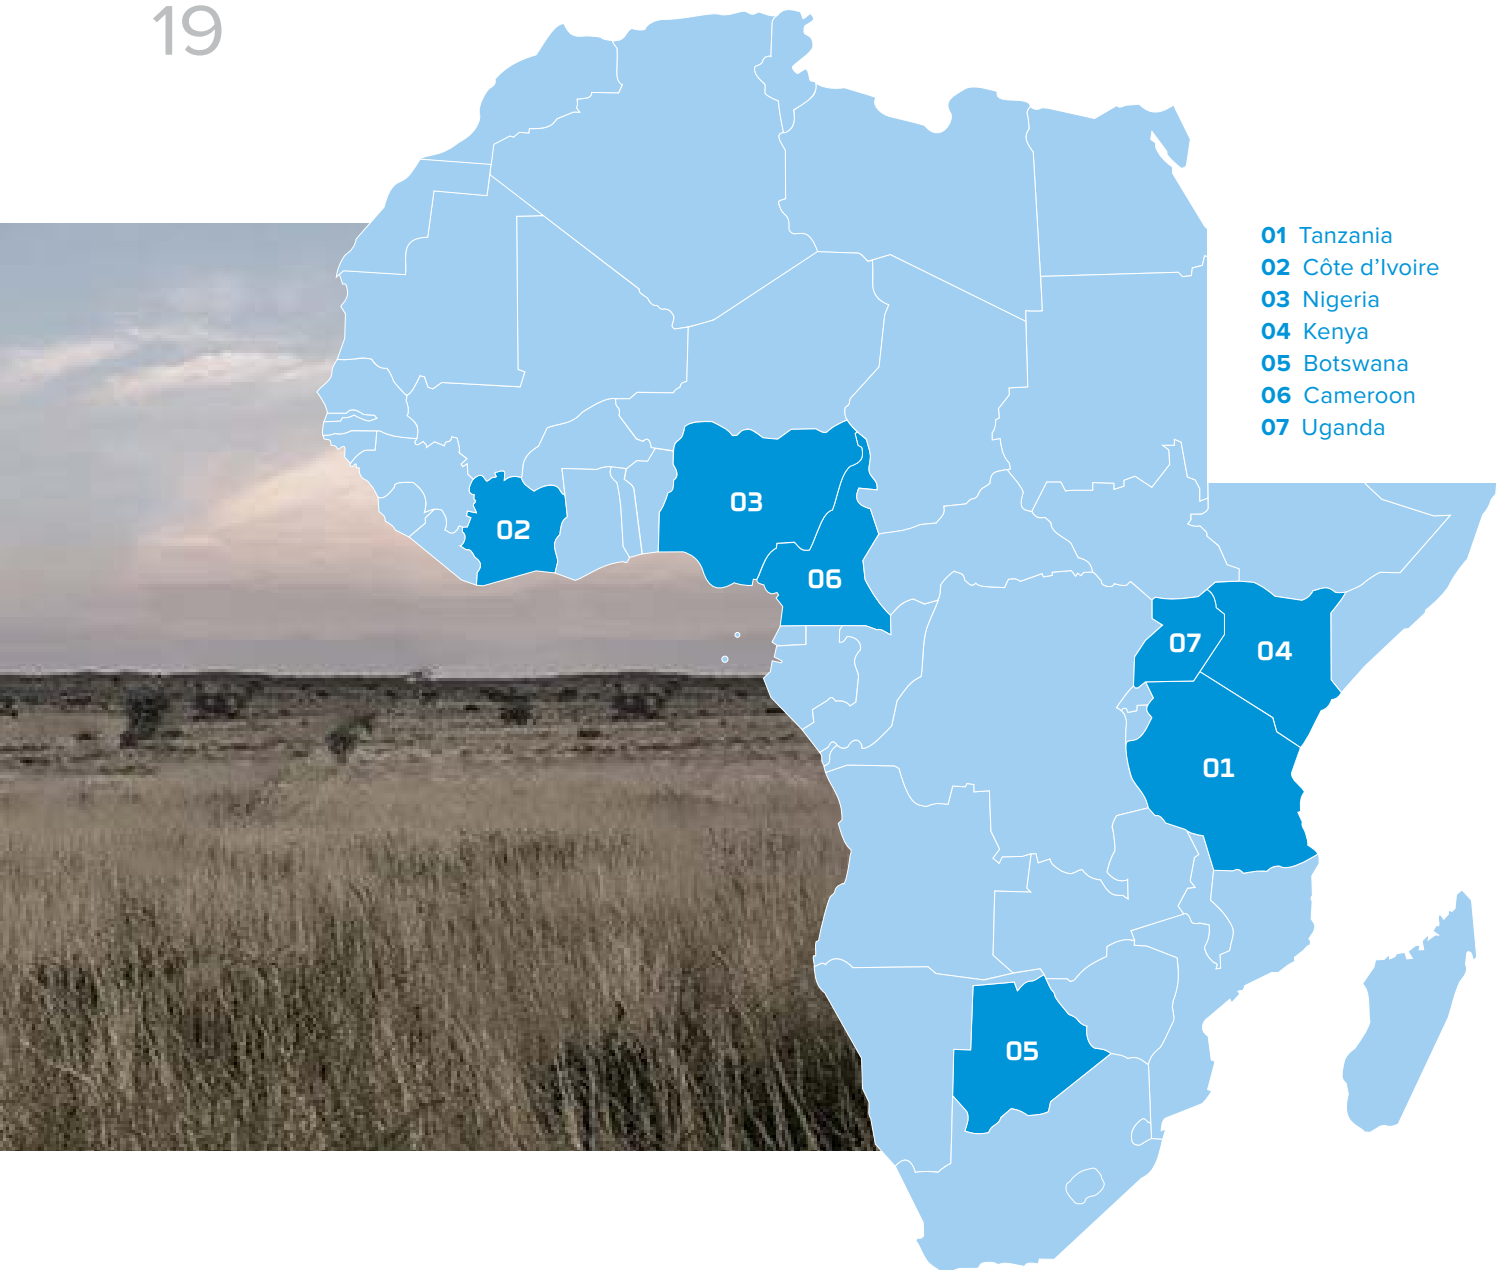 19
01 Tanzania
02 Côte d’Ivoire
03 Nigeria
04 Kenya
05 Botswana
06 Cameroon
07 Uganda
03
02
06
07
04
01
05